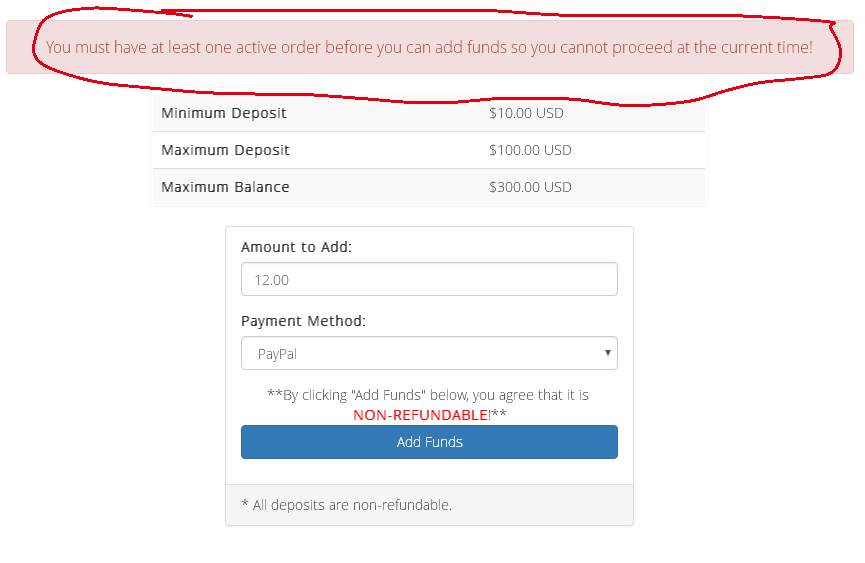 You must have at least one active order before you can add funds so you cannot proceed at the current time!
Minimum Deposit $10.00 USD
Maximum Deposit $100.00 USD
Maximum Balance $300.00 USD
Amount to Add:
12.00
Payment Method:
PayPal
**By clicking "Add Funds" below, you agree that it is
NON-REFUNDABLE!**
Add Funds
* All deposits are non-refundable.